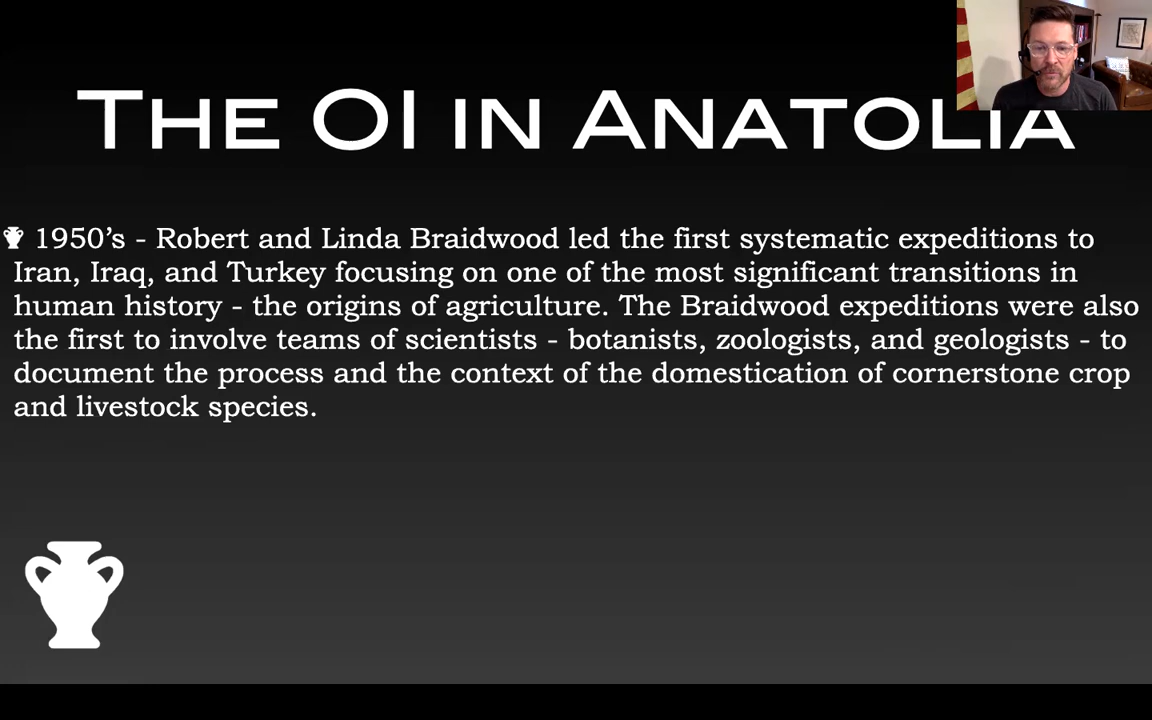 The OI in Anatolia
1950’s - Robert and Linda Braidwood led the first systematic expeditions to
Iran, Iraq, and Turkey focusing on one of the most significant transitions in
human history - the origins of agriculture. The Braidwood expeditions were also
the first to involve teams of scientists - botanists, zoologists, and geologists - to
document the process and the context of the domestication of cornerstone crop
and livestock species.